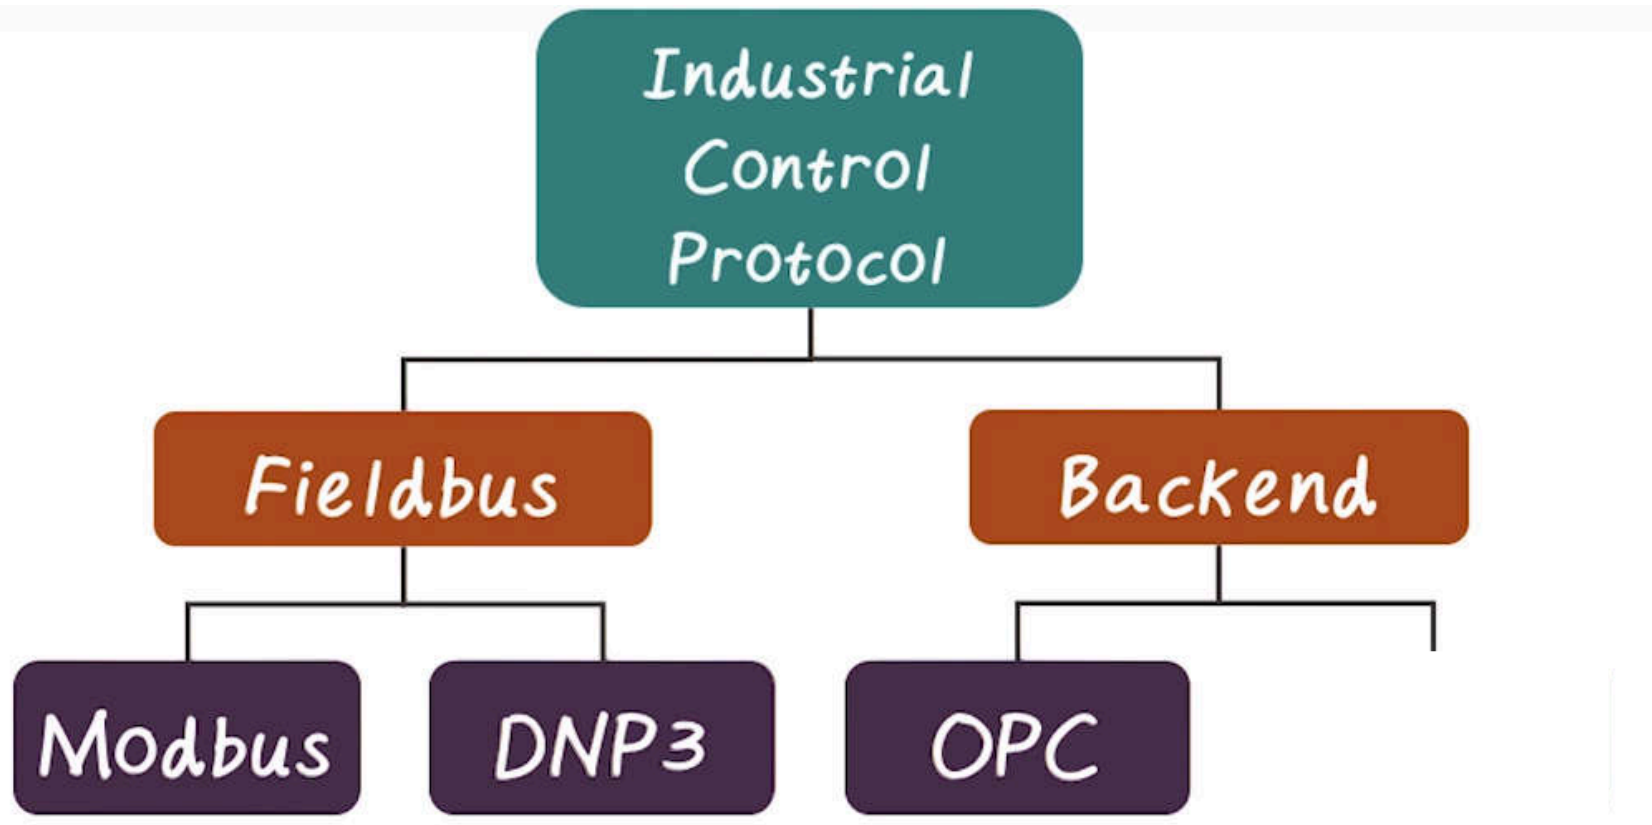 Industrial
Control
Protocol
Fieldbus
Backend
Modbus
DNP3
OPC